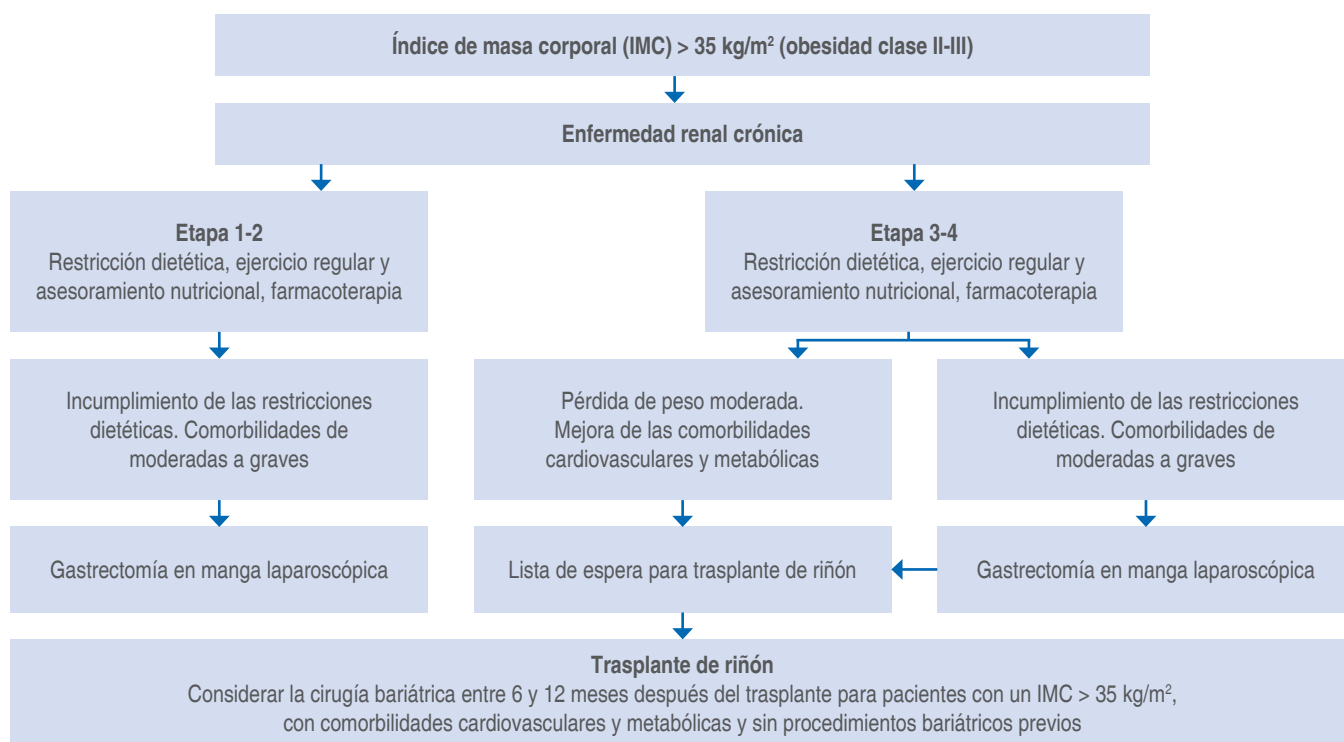 Índice de masa corporal (IMC) > 35 kg/m² (obesidad clase II-III)
Enfermedad renal crónica
Etapa 1-2
Restricción dietética, ejercicio regular y
asesoramiento nutricional, farmacoterapia
Etapa 3-4
Restricción dietética, ejercicio regular y
asesoramiento nutricional, farmacoterapia
Incumplimiento de las restricciones
dietéticas. Comorbilidades de
moderadas a graves
Pérdida de peso moderada.
Mejora de las comorbilidades
cardiovasculares y metabólicas
Incumplimiento de las restricciones
dietéticas. Comorbilidades de
moderadas a graves
Gastrectomía en manga laparoscópica
Lista de espera para trasplante de riñón
Gastrectomía en manga laparoscópica
Trasplante de riñón
Considerar la cirugía bariátrica entre 6 y 12 meses después del trasplante para pacientes con un IMC > 35 kg/m²,
con comorbilidades cardiovasculares y metabólicas y sin procedimientos bariátricos previos